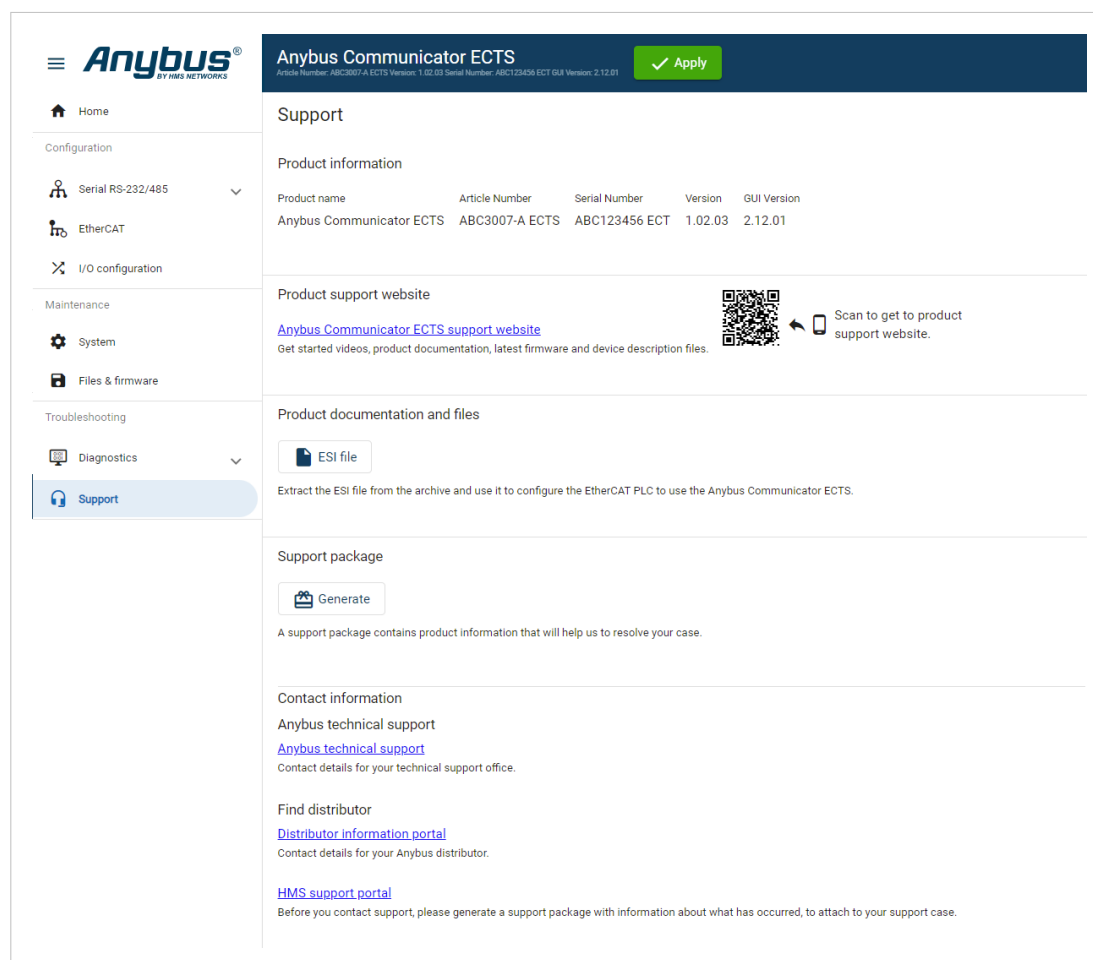 Anybus®
BY HMS NETWORKS
Anybus Communicator ECTS
Article Number: ABC3007-A ECTS Version: 1.02.03 Serial Number: ABC123456 ECT GUI Version: 2.12.01
Apply
Home
Configuration
Serial RS-232/485
EtherCAT
I/O configuration
Maintenance
System
Files & firmware
Troubleshooting
Diagnostics
Support
Support
Product information
Product name Article Number Serial Number Version GUI Version
Anybus Communicator ECTS ABC3007-A ECTS ABC123456 ECT 1.02.03 2.12.01
Product support website
Anybus Communicator ECTS support website
Get started videos, product documentation, latest firmware and device description files.
Scan to get to product
support website.
Product documentation and files
ESI file
Extract the ESI file from the archive and use it to configure the EtherCAT PLC to use the Anybus Communicator ECTS.
Support package
Generate
A support package contains product information that will help us to resolve your case.
Contact information
Anybus technical support
Anybus technical support
Contact details for your technical support office.
Find distributor
Distributor information portal
Contact details for your Anybus distributor.
HMS support portal
Before you contact support, please generate a support package with information about what has occurred, to attach to your support case.